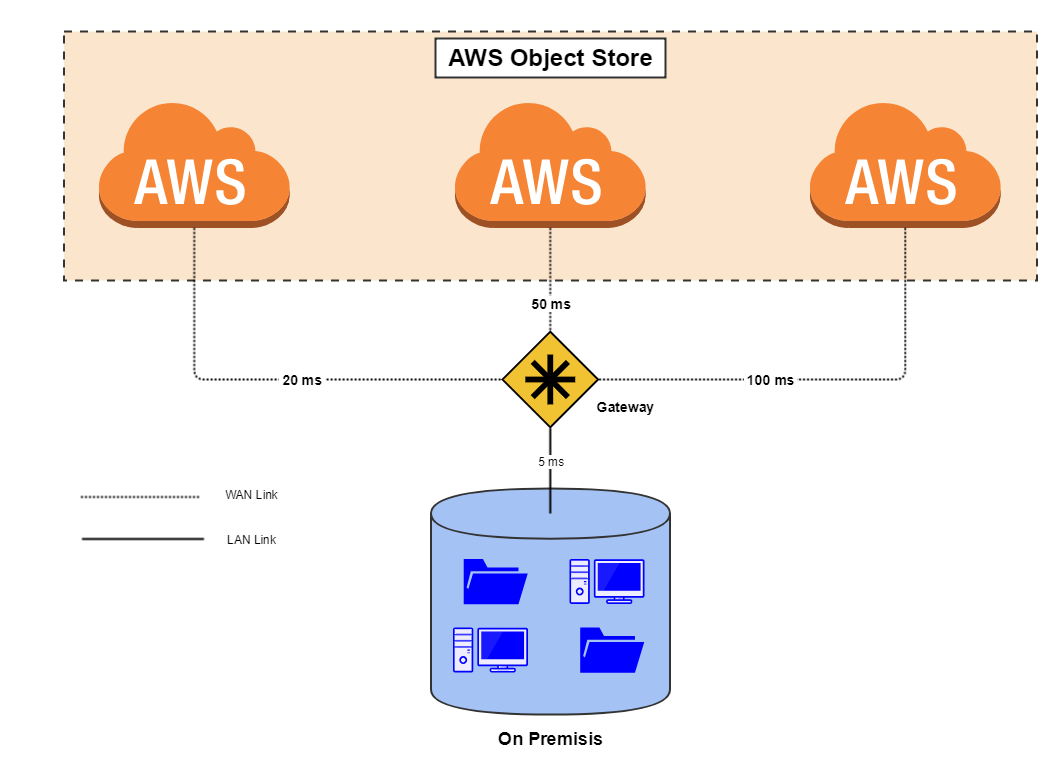 AWS Object Store
AWS
AWS
AWS
50 ms
20 ms
100 ms
Gateway
5 ms
WAN Link
LAN Link
On Premisis